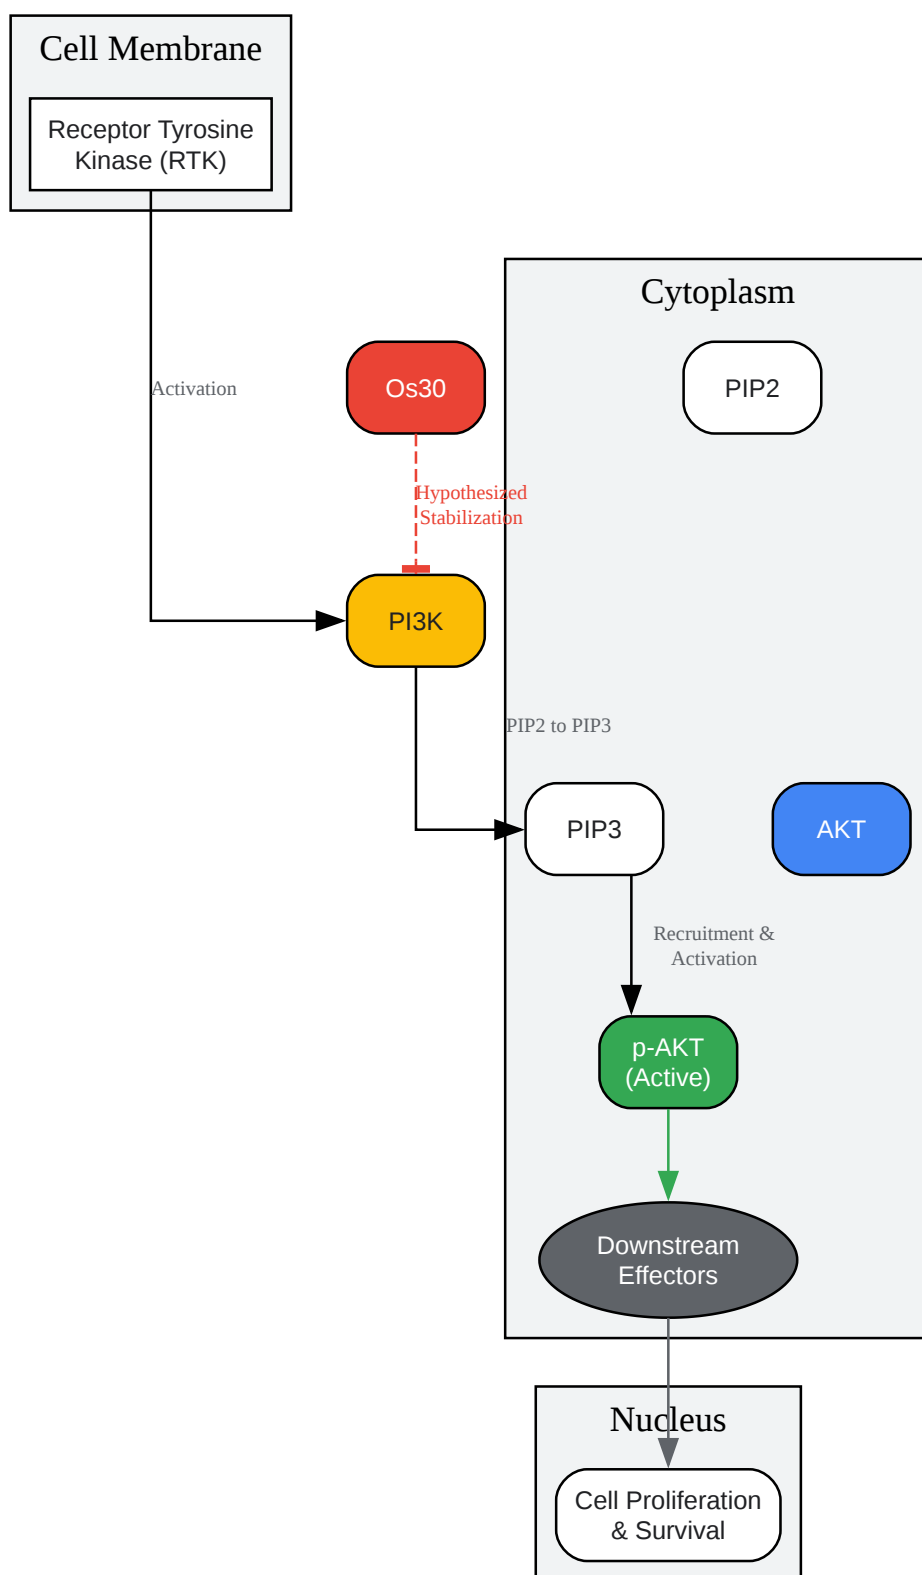 Cell Membrane
Receptor Tyrosine
Kinase (RTK)
Cytoplasm
Activation
Os30
PIP2
Hypothesized
Stabilization
PI3K
PIP2 to PIP3
PIP3
AKT
Recruitment &
Activation
p-AKT
(Active)
Downstream
Effectors
Nucleus
Cell Proliferation
& Survival